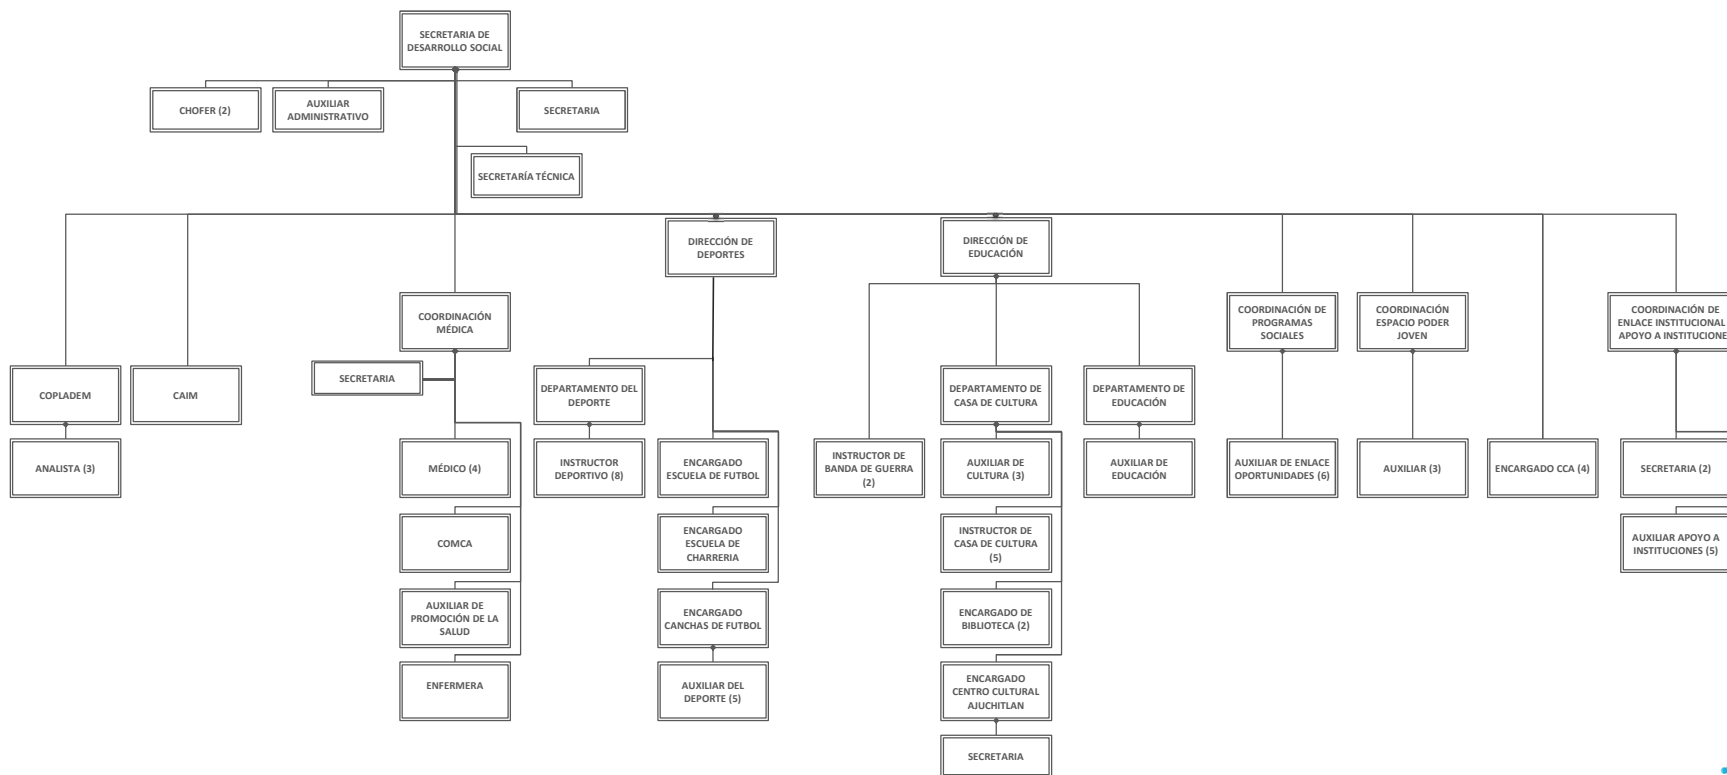 SECRETARIA DE
DESARROLLO SOCIAL
CHOFER (2)
AUXILIAR
ADMINISTRATIVO
SECRETARIA
SECRETARÍA TÉCNICA
DIRECCIÓN DE
DEPORTES
DIRECCIÓN DE
EDUCACIÓN
COORDINACIÓN
MÉDICA
COORDINACIÓN DE
PROGRAMAS
SOCIALES
COORDINACIÓN
ESPACIO PODER
JOVEN
COORDINACIÓN DE
ENLACE INSTITUCIONAL
APOYO A INSTITUCIONE
COPLADEM
CAIM
SECRETARIA
DEPARTAMENTO DEL
DEPORTE
DEPARTAMENTO DE
CASA DE CULTURA
DEPARTAMENTO DE
EDUCACIÓN
ANALISTA (3)
MÉDICO (4)
INSTRUCTOR
DEPORTIVO (8)
ENCARGADO
ESCUELA DE FUTBOL
INSTRUCTOR DE
BANDA DE GUERRA
(2)
AUXILIAR DE
CULTURA (3)
AUXILIAR DE
EDUCACIÓN
AUXILIAR DE ENLACE
OPORTUNIDADES (6)
AUXILIAR (3)
ENCARGADO CCA (4)
SECRETARIA (2)
COMCA
ENCARGADO
ESCUELA DE
CHARRERIA
INSTRUCTOR DE
CASA DE CULTURA
(5)
AUXILIAR APOYO A
INSTITUCIONES (5)
AUXILIAR DE
PROMOCIÓN DE LA
SALUD
ENCARGADO
CANCHAS DE FUTBOL
ENCARGADO DE
BIBLIOTECA (2)
ENFERMERA
AUXILIAR DEL
DEPORTE (5)
ENCARGADO
CENTRO CULTURAL
AJUCHITLAN
SECRETARIA